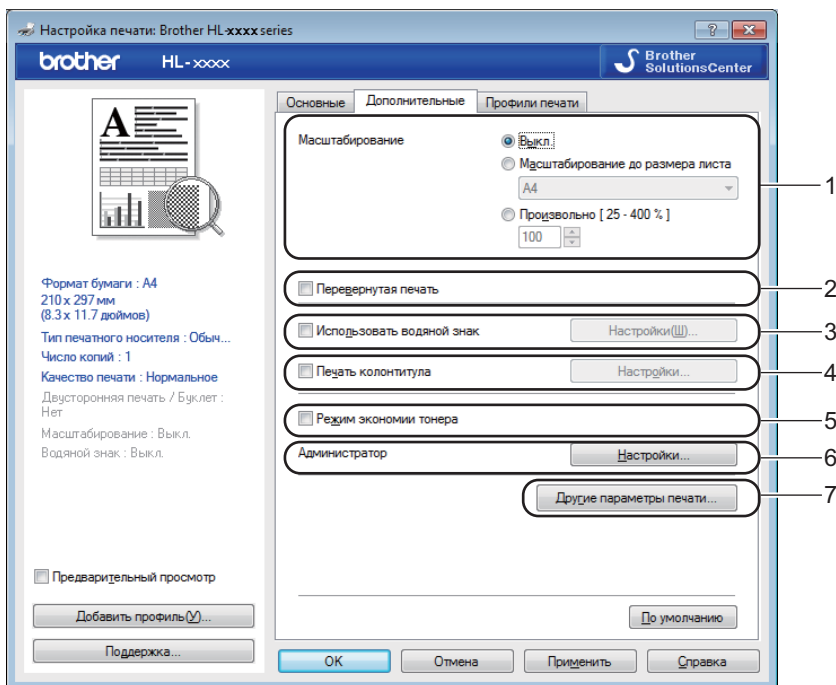 Настройка печати: Brother HL-xxxx series
brother HL-xxxx
Brother
SolutionsCenter
A
Формат бумаги : A4
210 x 297 мм
(8.3 x 11.7 дюймов)
Тип печатного носителя : Обыч...
Число копий : 1
Качество печати : Нормальное
Двусторонняя печать / Буклет :
Нет
Масштабирование : Выкл.
Водяной знак : Выкл.
Предварительный просмотр
Добавить профиль(У)...
Поддержка...
Основные Дополнительные Профили печати
Масштабирование
Выкл.
Масштабирование до размера листа
A4
Произвольно [ 25 - 400 % ]
100
1
Перевернутая печать
2
Использовать водяной знак Настройки(Ш)...
3
Печать колонтитула Настройки...
4
Режим экономии тонера
5
Администратор Настройки...
6
Другие параметры печати...
7
По умолчанию
OK Отмена Применить Справка